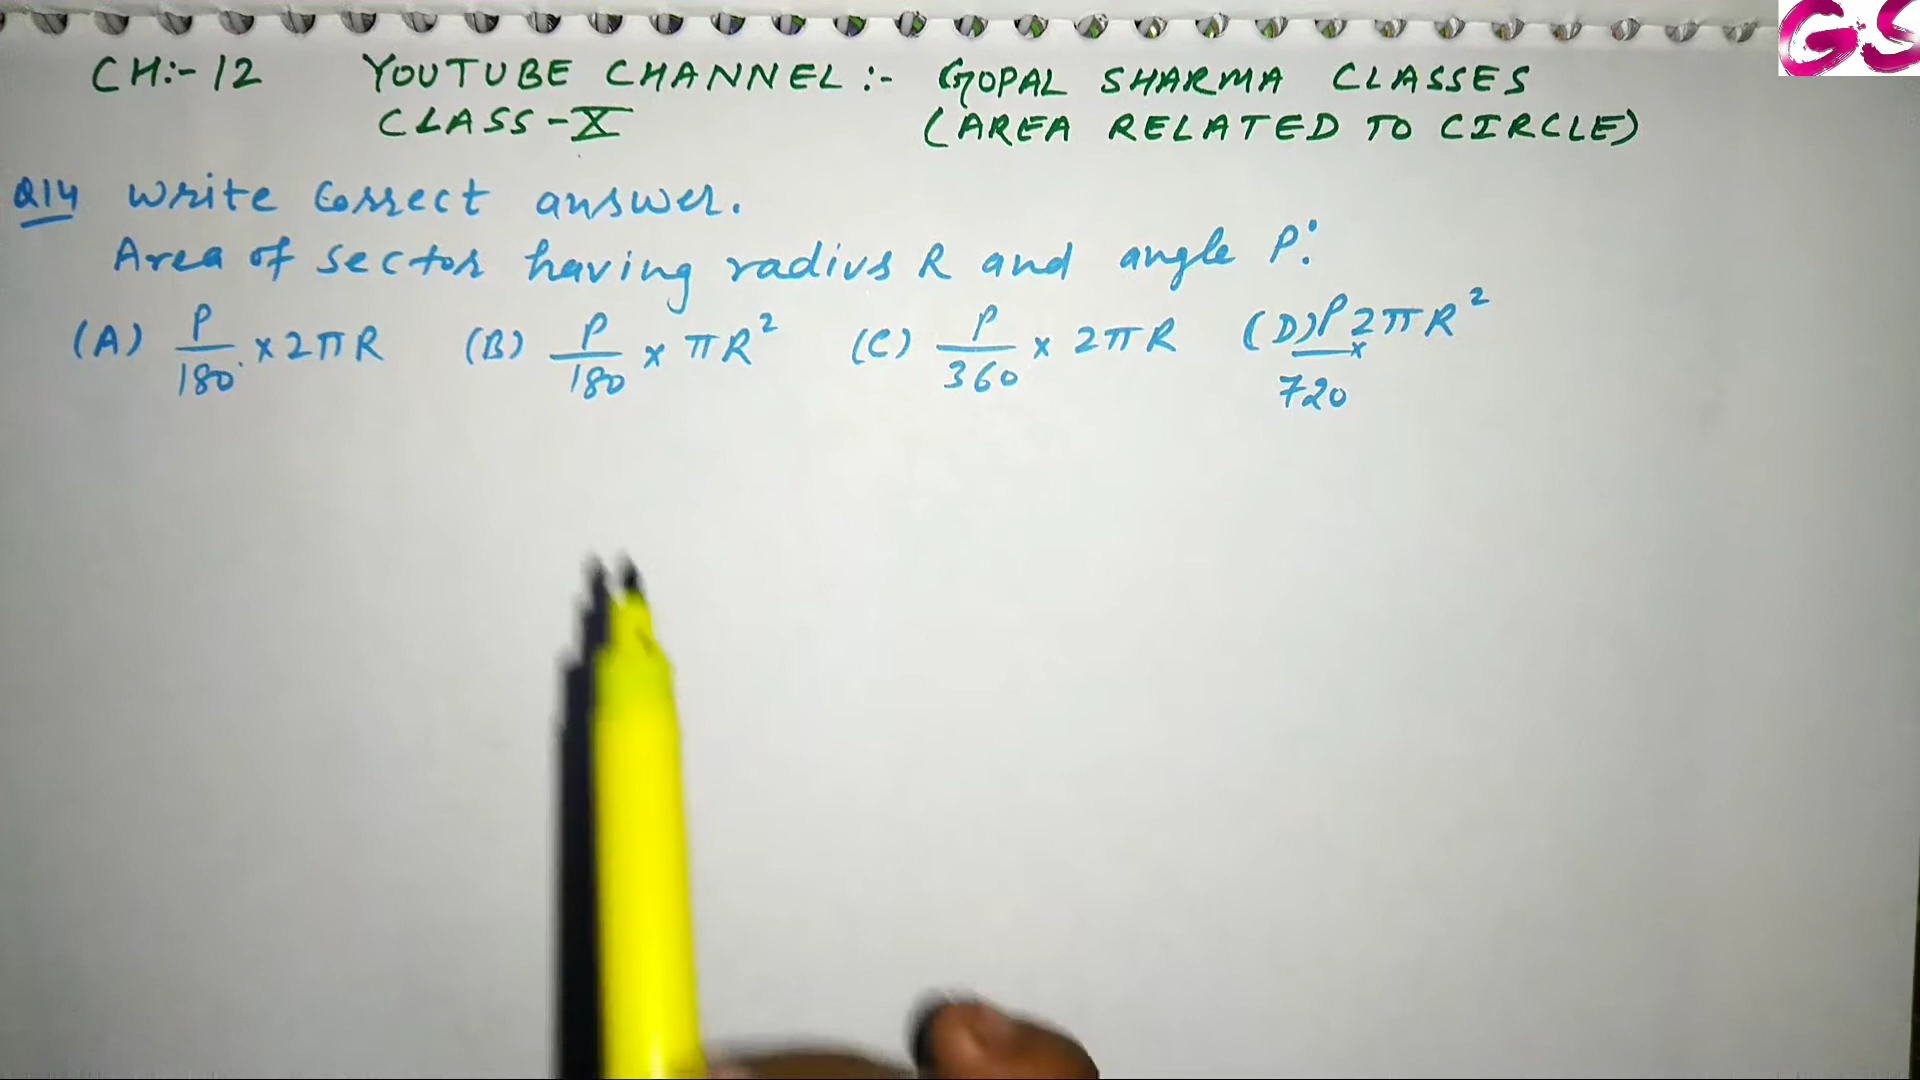 GS
CH:- 12 YOUTUBE CHANNEL :- GOPAL SHARMA CLASSES
CLASS - X (AREA RELATED TO CIRCLE)
Q14 Write Correct answer.
Area of sector having radius R and angle P:
(A) P/180 × 2πR (B) P/180 × πR² (C) P/360 × 2πR (D) P/720 × 2πR²